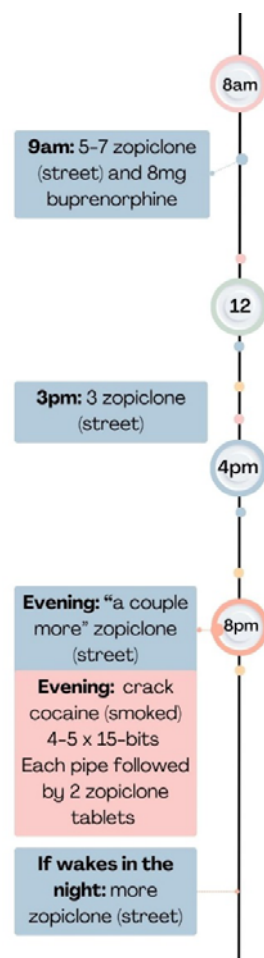 8am
9am: 5-7 zopiclone
(street) and 8mg
buprenorphine
12
3pm: 3 zopiclone
(street)
4pm
Evening: “a couple
more” zopiclone
(street)
8pm
Evening: crack
cocaine (smoked)
4-5 x 15-bits
Each pipe followed
by 2 zopiclone
tablets
If wakes in the
night: more
zopiclone (street)